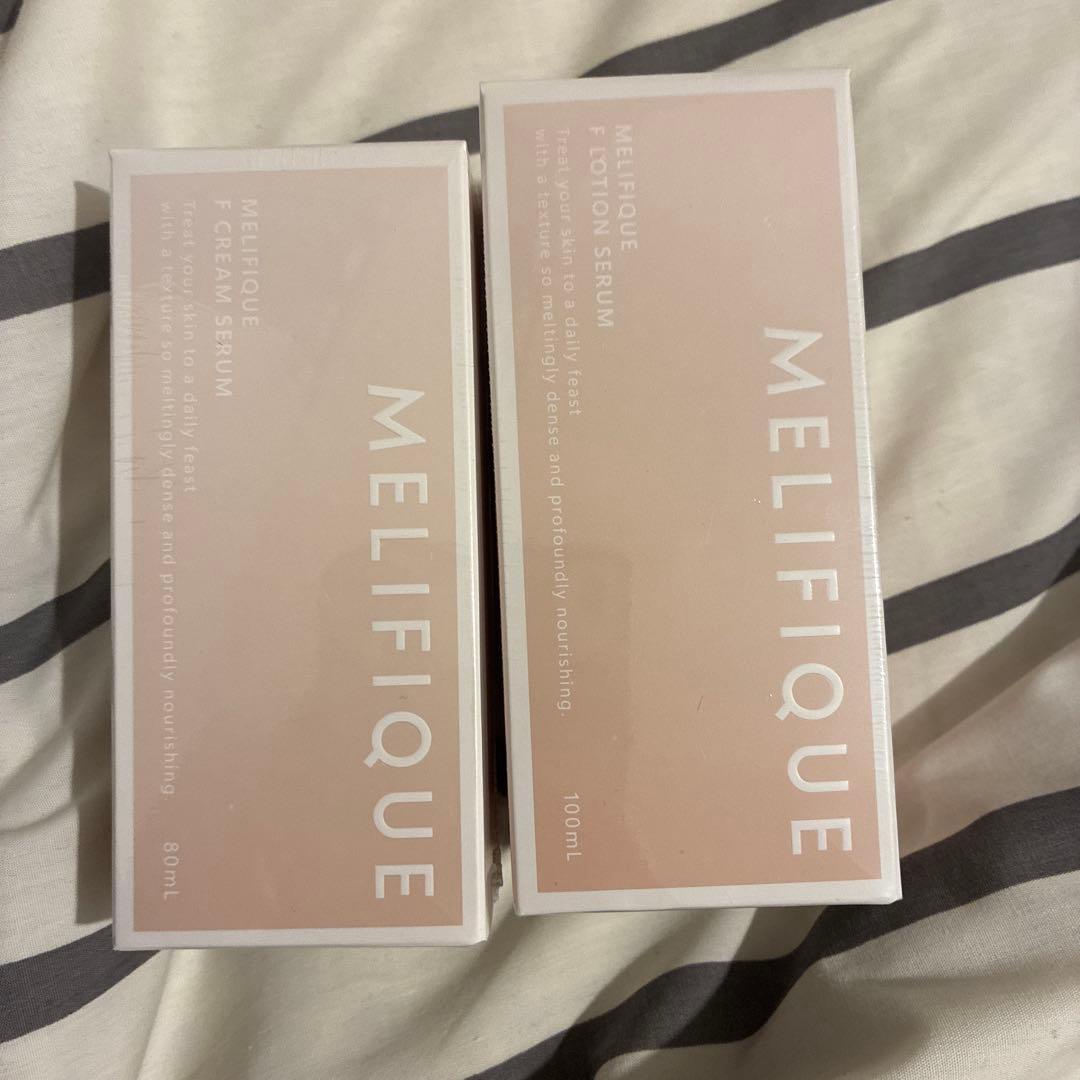 MELIFIQUE
F CREAM SERUM
Treat your skin to a daily feast
with a texture so meltingly dense and profoundly nourishing.
80mL
MELIFIQUE
MELIFIQUE
F LOTION SERUM
Treat your skin to a daily feast
with a texture so meltingly dense and profoundly nourishing.
100mL
MELIFIQUE